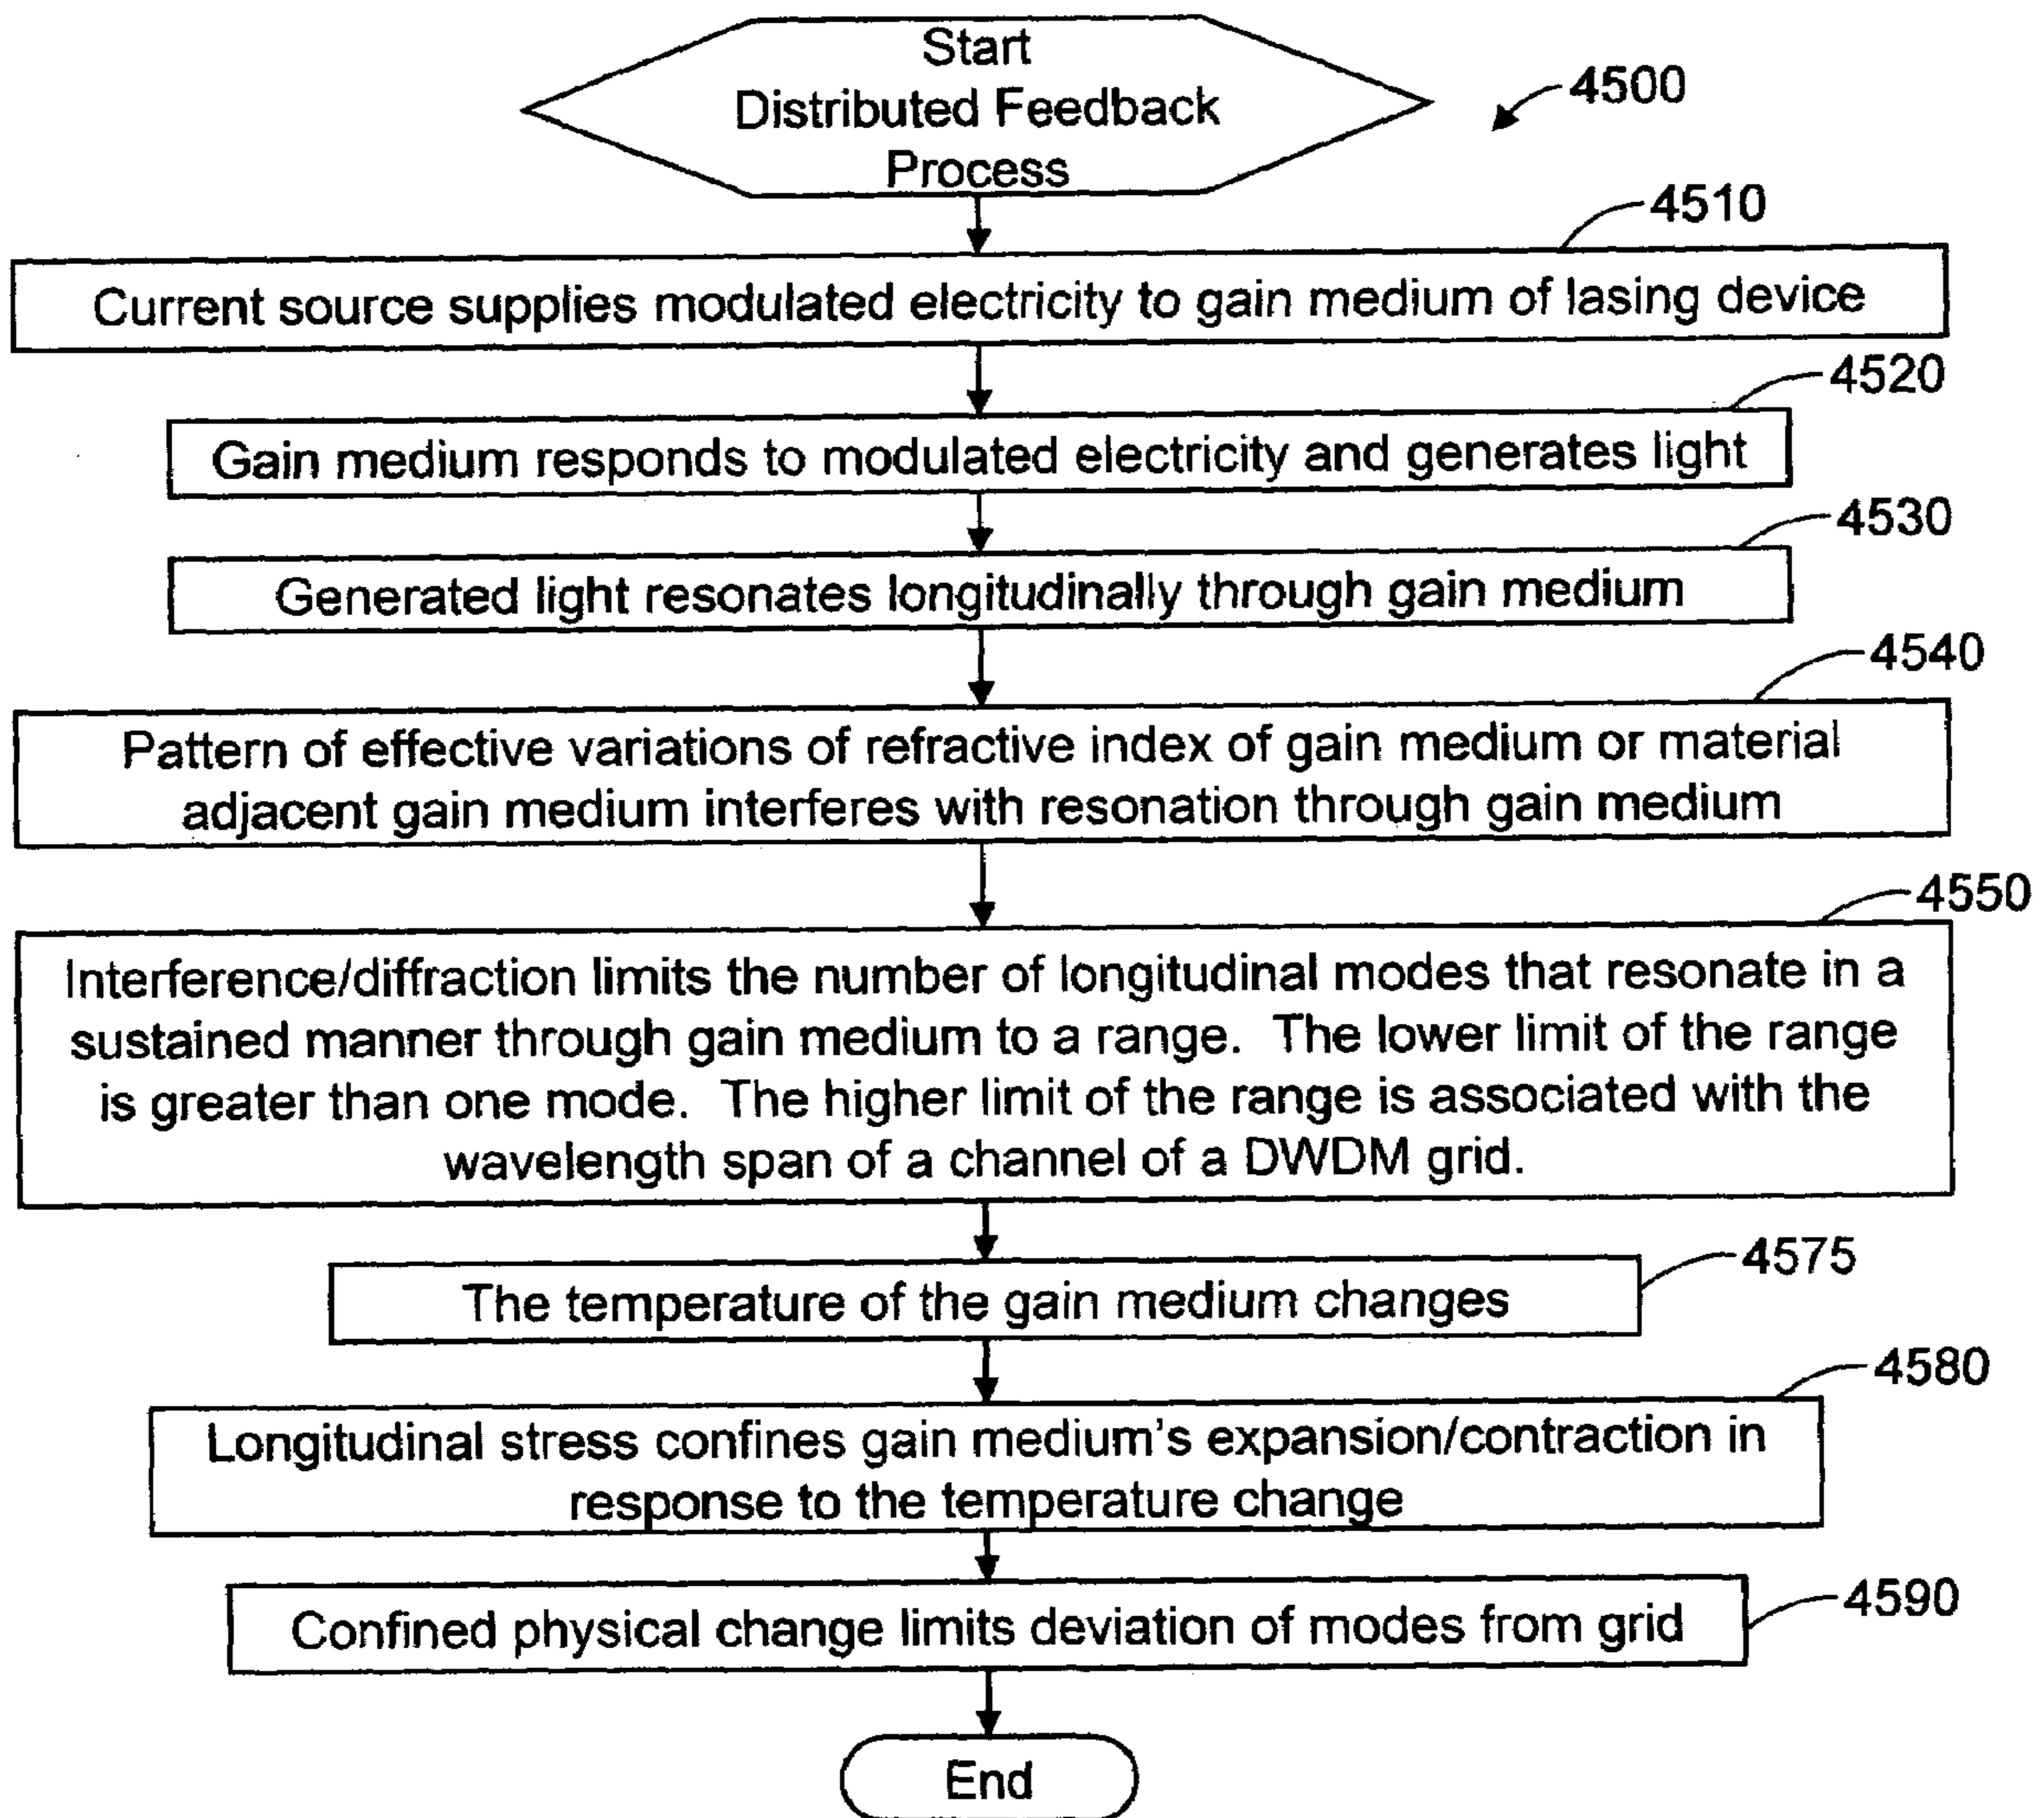 Start
Distributed Feedback
Process
4500
4510
Current source supplies modulated electricity to gain medium of lasing device
4520
Gain medium responds to modulated electricity and generates light
4530
Generated light resonates longitudinally through gain medium
4540
Pattern of effective variations of refractive index of gain medium or material
adjacent gain medium interferes with resonation through gain medium
4550
Interference/diffraction limits the number of longitudinal modes that resonate in a
sustained manner through gain medium to a range. The lower limit of the range
is greater than one mode. The higher limit of the range is associated with the
wavelength span of a channel of a DWDM grid.
4575
The temperature of the gain medium changes
4580
Longitudinal stress confines gain medium's expansion/contraction in
response to the temperature change
4590
Confined physical change limits deviation of modes from grid
End